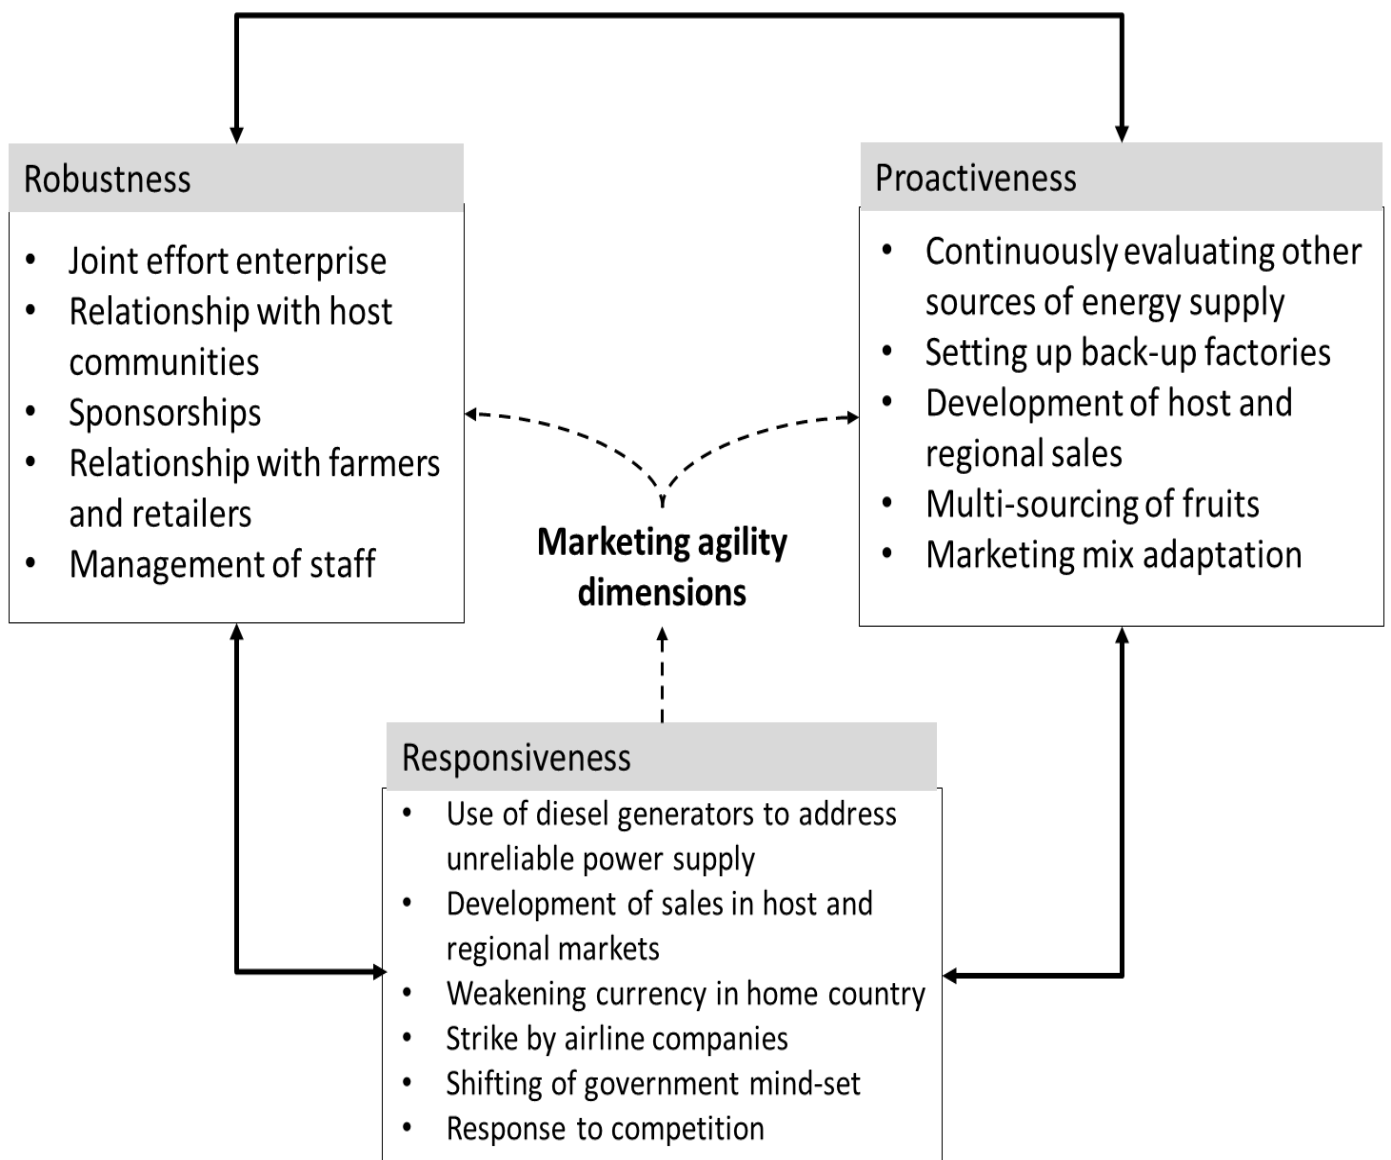 Robustness
• Joint effort enterprise
• Relationship with host
communities
• Sponsorships
• Relationship with farmers
and retailers
• Management of staff
Proactiveness
• Continuously evaluating other
sources of energy supply
• Setting up back-up factories
• Development of host and
regional sales
• Multi-sourcing of fruits
• Marketing mix adaptation
Marketing agility
dimensions
Responsiveness
• Use of diesel generators to address
unreliable power supply
• Development of sales in host and
regional markets
• Weakening currency in home country
• Strike by airline companies
• Shifting of government mind-set
• Response to competition